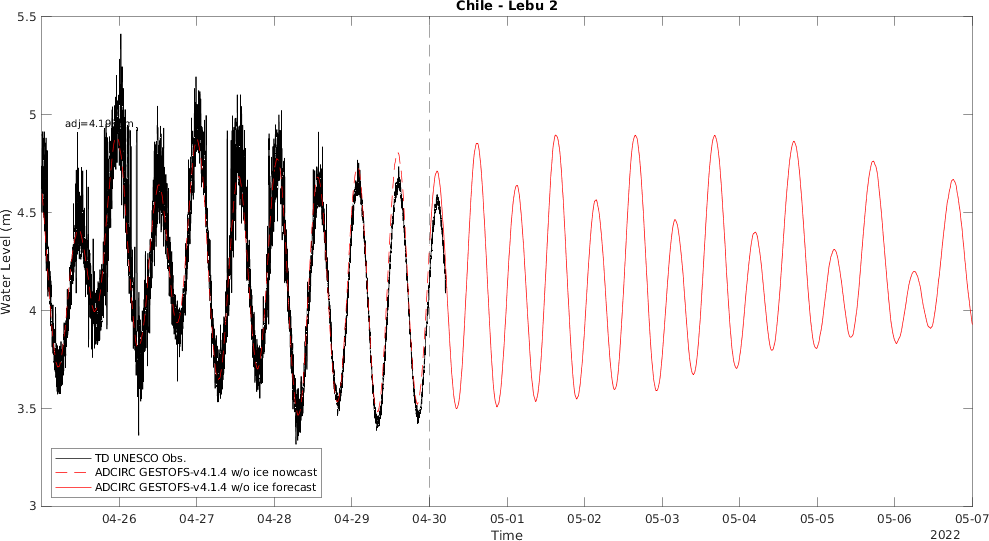 Chile - Lebu 2
5.5
5
4.5
4
3.5
3
Water Level (m)
TD UNESCO Obs.
ADCIRC GESTOFS-v4.1.4 w/o ice nowcast
ADCIRC GESTOFS-v4.1.4 w/o ice forecast
04-26 04-27 04-28 04-29 04-30 05-01 05-02 05-03 05-04 05-05 05-06 05-07
Time
2022